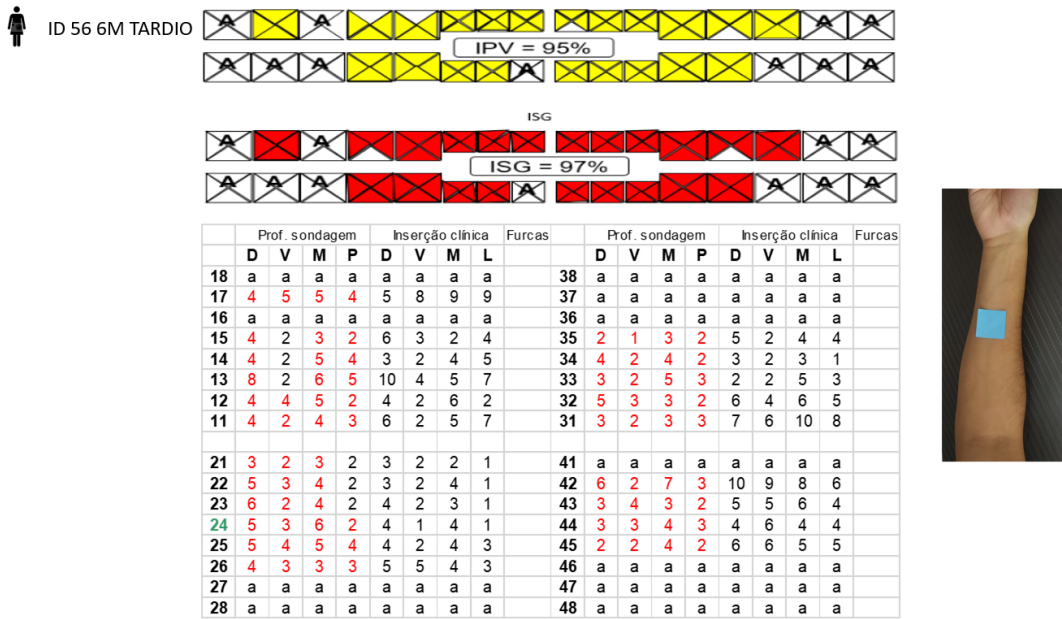 ID 56 6M TARDIO
A A A A
IPV = 95%
A A A A A A A
ISG
A A A A
ISG = 97%
A A A A A A A
Prof. sondagem Inserção clínica Furcas Prof. sondagem Inserção clínica Furcas
D V M P D V M L D V M P D V M L
18 a a a a a a a a 38 a a a a a a a a
17 4 5 5 4 5 8 9 9 37 a a a a a a a a
16 a a a a a a a a 36 a a a a a a a a
15 4 2 3 2 6 3 2 4 35 2 1 3 2 5 2 4 4
14 4 2 5 4 3 2 4 5 34 4 2 4 2 3 2 3 1
13 8 2 6 5 10 4 5 7 33 3 2 5 3 2 2 5 3
12 4 4 5 2 4 2 6 2 32 5 3 3 2 6 4 6 5
11 4 2 4 3 6 2 5 7 31 3 2 3 3 7 6 10 8
21 3 2 3 2 3 2 2 1 41 a a a a a a a a
22 5 3 4 2 3 2 4 1 42 6 2 7 3 10 9 8 6
23 6 2 4 2 4 2 3 1 43 3 4 3 2 5 5 6 4
24 5 3 6 2 4 1 4 1 44 3 3 4 3 4 6 4 4
25 5 4 5 4 4 2 4 3 45 2 2 4 2 6 6 5 5
26 4 3 3 3 5 5 4 3 46 a a a a a a a a
27 a a a a a a a a 47 a a a a a a a a
28 a a a a a a a a 48 a a a a a a a a